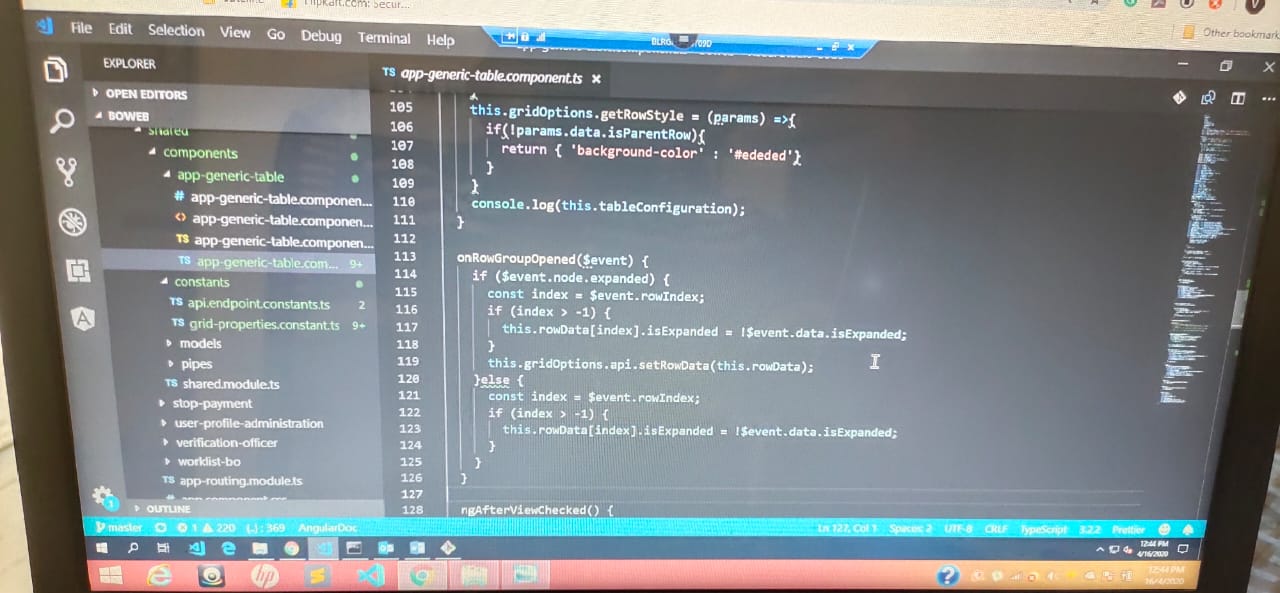 Flipkart.com: Secur...
Other bookmark
File Edit Selection View Go Debug Terminal Help
EXPLORER
TS app-generic-table.component.ts ×
OPEN EDITORS
BOWEB
shared
components
app-generic-table
# app-generic-table.componen...
<> app-generic-table.componen...
TS app-generic-table.componen...
TS app-generic-table.com... 9+
constants
TS api.endpoint.constants.ts 2
TS grid-properties.constant.ts 9+
models
pipes
TS shared.module.ts
stop-payment
user-profile-administration
verification-officer
worklist-bo
TS app-routing.module.ts
OUTLINE
105 this.gridOptions.getRowStyle = (params) =>{
106 if(!params.data.isParentRow){
107 return { 'background-color' : '#ededed'}
108 }
109 }
110 console.log(this.tableConfiguration);
111 }
112
113 onRowGroupOpened($event) {
114 if ($event.node.expanded) {
115 const index = $event.rowIndex;
116 if (index > -1) {
117 this.rowData[index].isExpanded = !$event.data.isExpanded;
118 }
119 this.gridOptions.api.setRowData(this.rowData);
120 }else {
121 const index = $event.rowIndex;
122 if (index > -1) {
123 this.rowData[index].isExpanded = !$event.data.isExpanded;
124 }
125 }
126 }
127
128 ngAfterViewChecked() {
master 1 220 {..}: 369 AngularDoc Ln 127, Col 1 Spaces: 2 UTF-8 CRLF TypeScript 3.2.2 Prettier
12:44 PM
4/16/2020
12:44 PM
16/4/2020